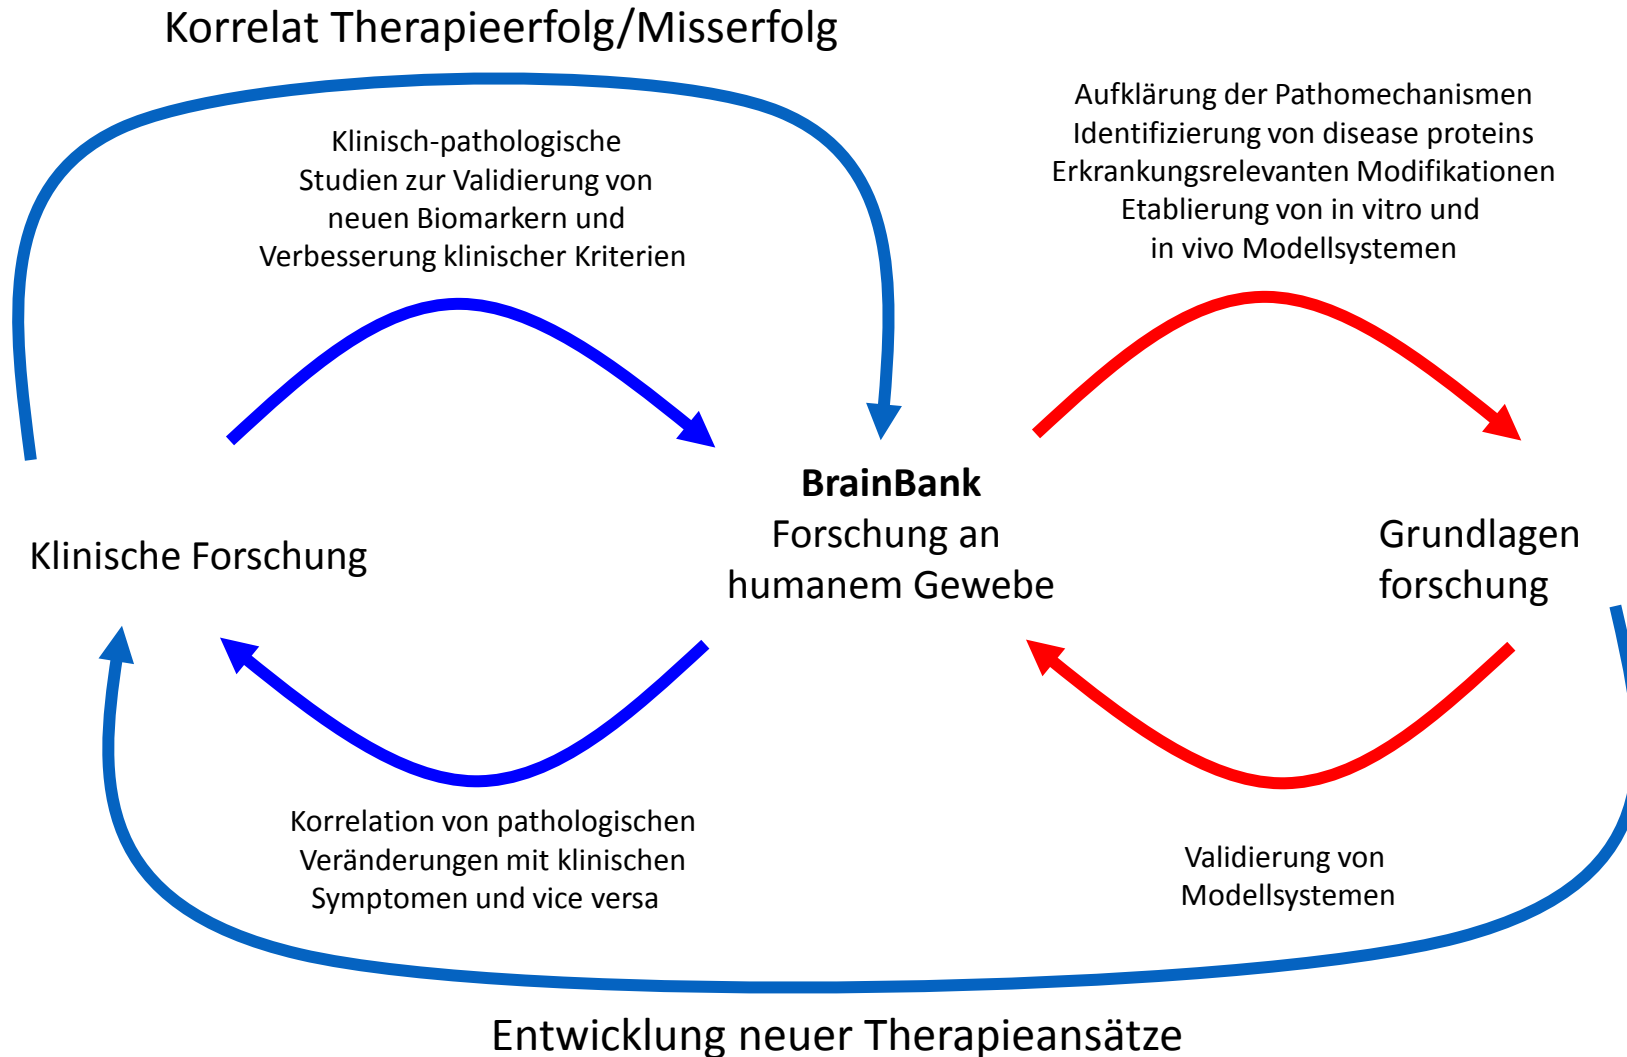 Korrelat Therapieerfolg/Misserfolg
Klinisch-pathologische
Studien zur Validierung von
neuen Biomarkern und
Verbesserung klinischer Kriterien
Aufklärung der Pathomechanismen
Identifizierung von disease proteins
Erkrankungsrelevanten Modifikationen
Etablierung von in vitro und
in vivo Modellsystemen
Klinische Forschung
BrainBank
Forschung an
humanem Gewebe
Grundlagen
forschung
Korrelation von pathologischen
Veränderungen mit klinischen
Symptomen und vice versa
Validierung von
Modellsystemen
Entwicklung neuer Therapieansätze